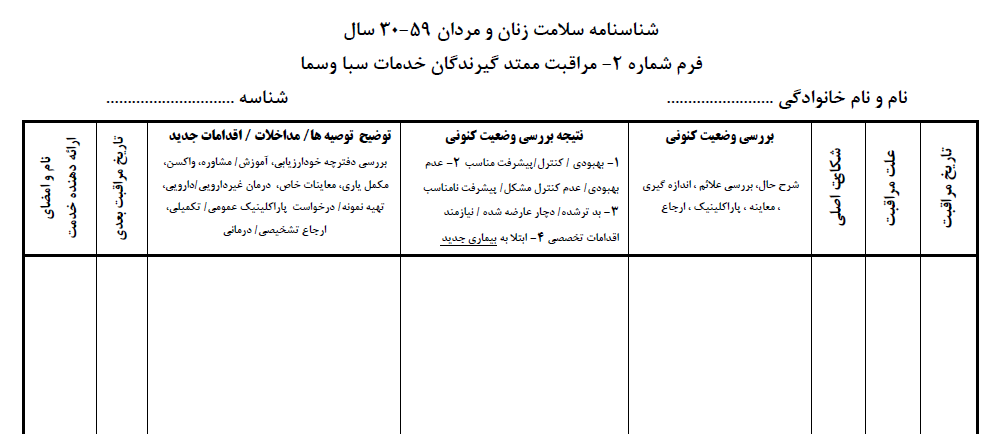 شناسنامه سلامت زنان و مردان ۵۹-۳۰ سال
فرم شماره ۲- مراقبت ممتد گیرندگان خدمات سبا وسما
نام و نام خانوادگی .........................
شناسه ..............................
تاریخ مراقبت
علت مراقبت
شکایت اصلی
بررسی وضعیت کنونی
شرح حال، بررسی علائم ، اندازه گیری
، معاینه ، پاراکلینیک ، ارجاع
نتیجه بررسی وضعیت کنونی
۱- بهبودی / کنترل/پیشرفت مناسب ۲- عدم
بهبودی/ عدم کنترل مشکل/ پیشرفت نامناسب
۳- بد ترشده/ دچار عارضه شده / نیازمند
اقدامات تخصصی ۴- ابتلا به بیماری جدید
توضیح توصیه ها/ مداخلات / اقدامات جدید
بررسی دفترچه خودارزیابی، آموزش/ مشاوره، واکسن،
مکمل یاری، معاینات خاص، درمان غیردارویی/دارویی،
تهیه نمونه/ درخواست پاراکلینیک عمومی/ تکمیلی،
ارجاع تشخیصی/ درمانی
تاریخ مراقبت بعدی
نام و امضای
ارائه دهنده خدمت